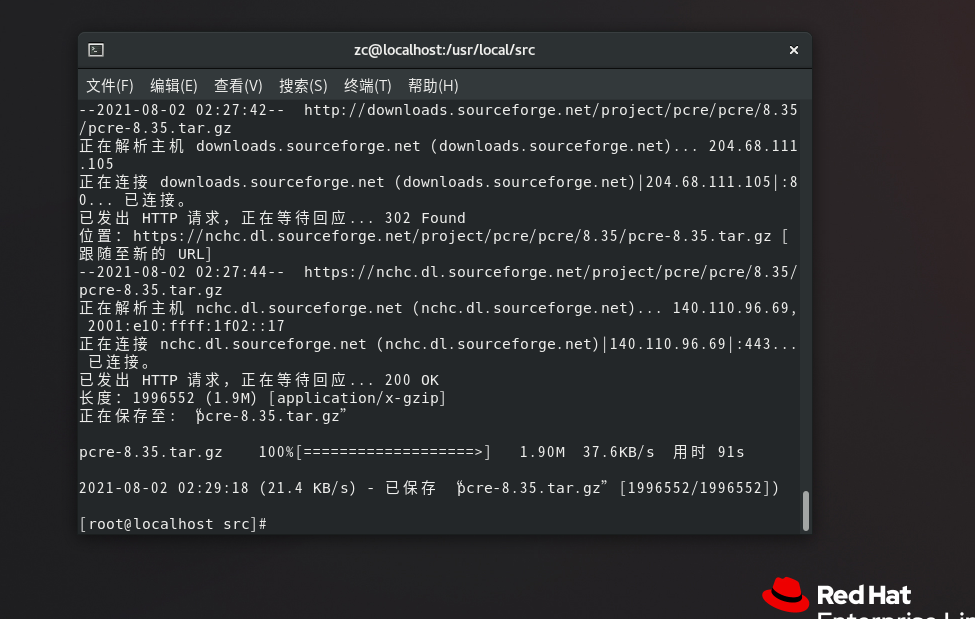 zc@localhost:/usr/local/src
文件(F) 编辑(E) 查看(V) 搜索(S) 终端(T) 帮助(H)
--2021-08-02 02:27:42--  http://downloads.sourceforge.net/project/pcre/pcre/8.35
/pcre-8.35.tar.gz
正在解析主机 downloads.sourceforge.net (downloads.sourceforge.net)... 204.68.111
.105
正在连接 downloads.sourceforge.net (downloads.sourceforge.net)|204.68.111.105|:8
0... 已连接。
已发出 HTTP 请求，正在等待回应... 302 Found
位置：https://nchc.dl.sourceforge.net/project/pcre/pcre/8.35/pcre-8.35.tar.gz [
跟随至新的 URL]
--2021-08-02 02:27:44--  https://nchc.dl.sourceforge.net/project/pcre/pcre/8.35/
pcre-8.35.tar.gz
正在解析主机 nchc.dl.sourceforge.net (nchc.dl.sourceforge.net)... 140.110.96.69,
 2001:e10:ffff:1f02::17
正在连接 nchc.dl.sourceforge.net (nchc.dl.sourceforge.net)|140.110.96.69|:443...
 已连接。
已发出 HTTP 请求，正在等待回应... 200 OK
长度：1996552 (1.9M) [application/x-gzip]
正在保存至: “pcre-8.35.tar.gz”
pcre-8.35.tar.gz    100%[===================>]   1.90M  37.6KB/s  用时 91s
2021-08-02 02:29:18 (21.4 KB/s) - 已保存 “pcre-8.35.tar.gz” [1996552/1996552])
[root@localhost src]#
Red Hat
Enterprise